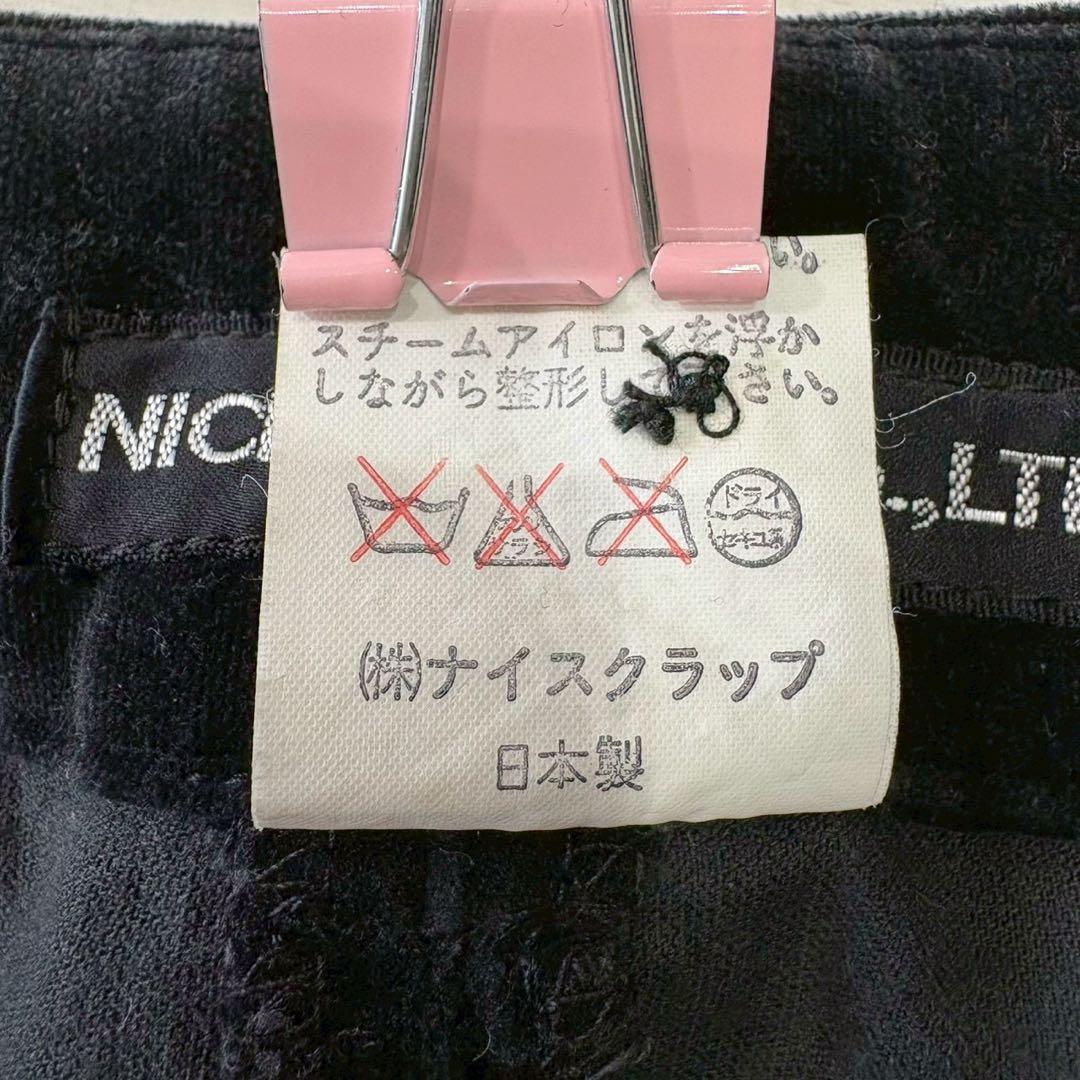 い。
スチームアイロンを浮か
しながら整形し さい。
NIC
.,LT
ドライ
セキユ系
(株)ナイスクラップ
日本製